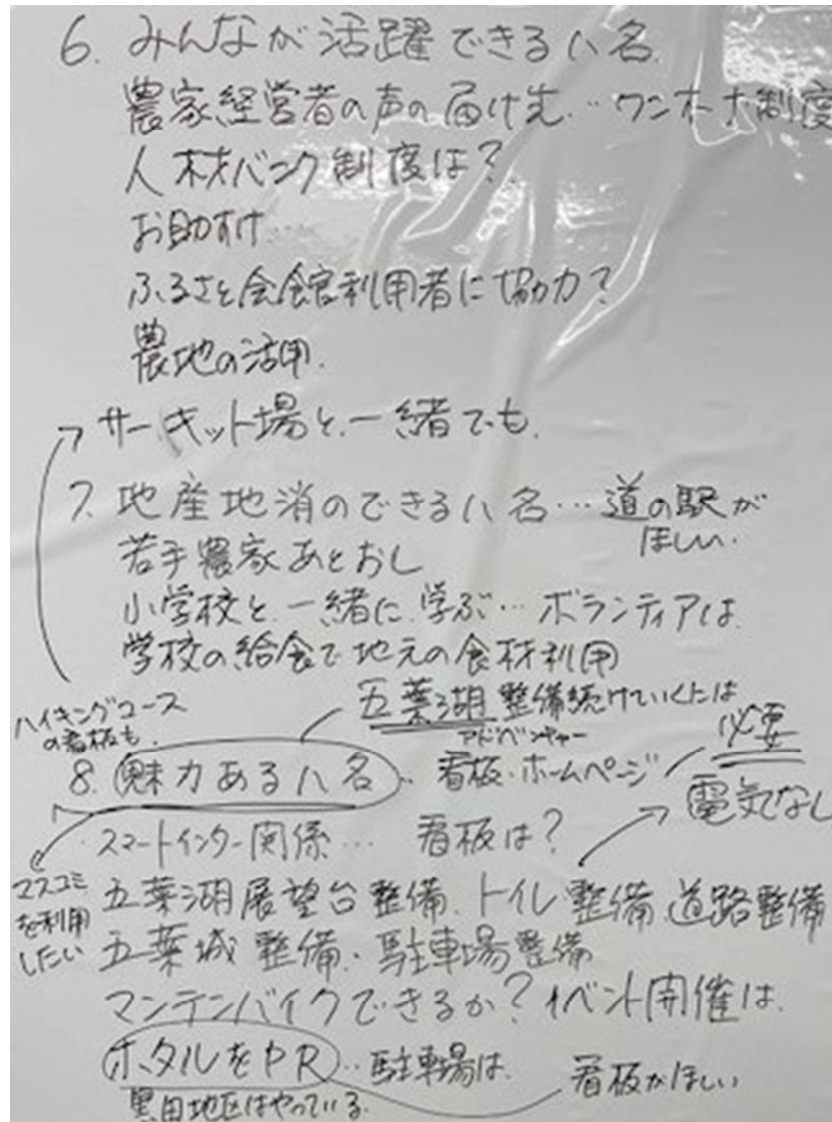 6. みんなが活躍できる八名
農家経営者の声の届け先…ワンオーナ制度
人材バンク制度は?
お助すけ
ふるさと会館利用者に協力?
農地の活用.
サーキット場と.一緒でも.
7. 地産地消のできる八名…道の駅が
ほしい.
若手農家あとおし
小学校と.一緒に.学ぶ…ボランティアは.
学校の給食で地元の食材利用
ハイキングコース
の看板も.
五葉湖整備続けていくには
アドベンチャー
必要
8. 魅力ある八名. 看板.ホームページ
電気なし
スマートインター関係… 看板は?
マスコミ
を利用
したい
五葉湖展望台整備.トイレ整備.道路整備
五葉城整備.駐車場整備
マンテンバイクできるか?イベント開催は.
ホタルをPR…駐車場は. 看板がほしい
黒田地区はやっている.